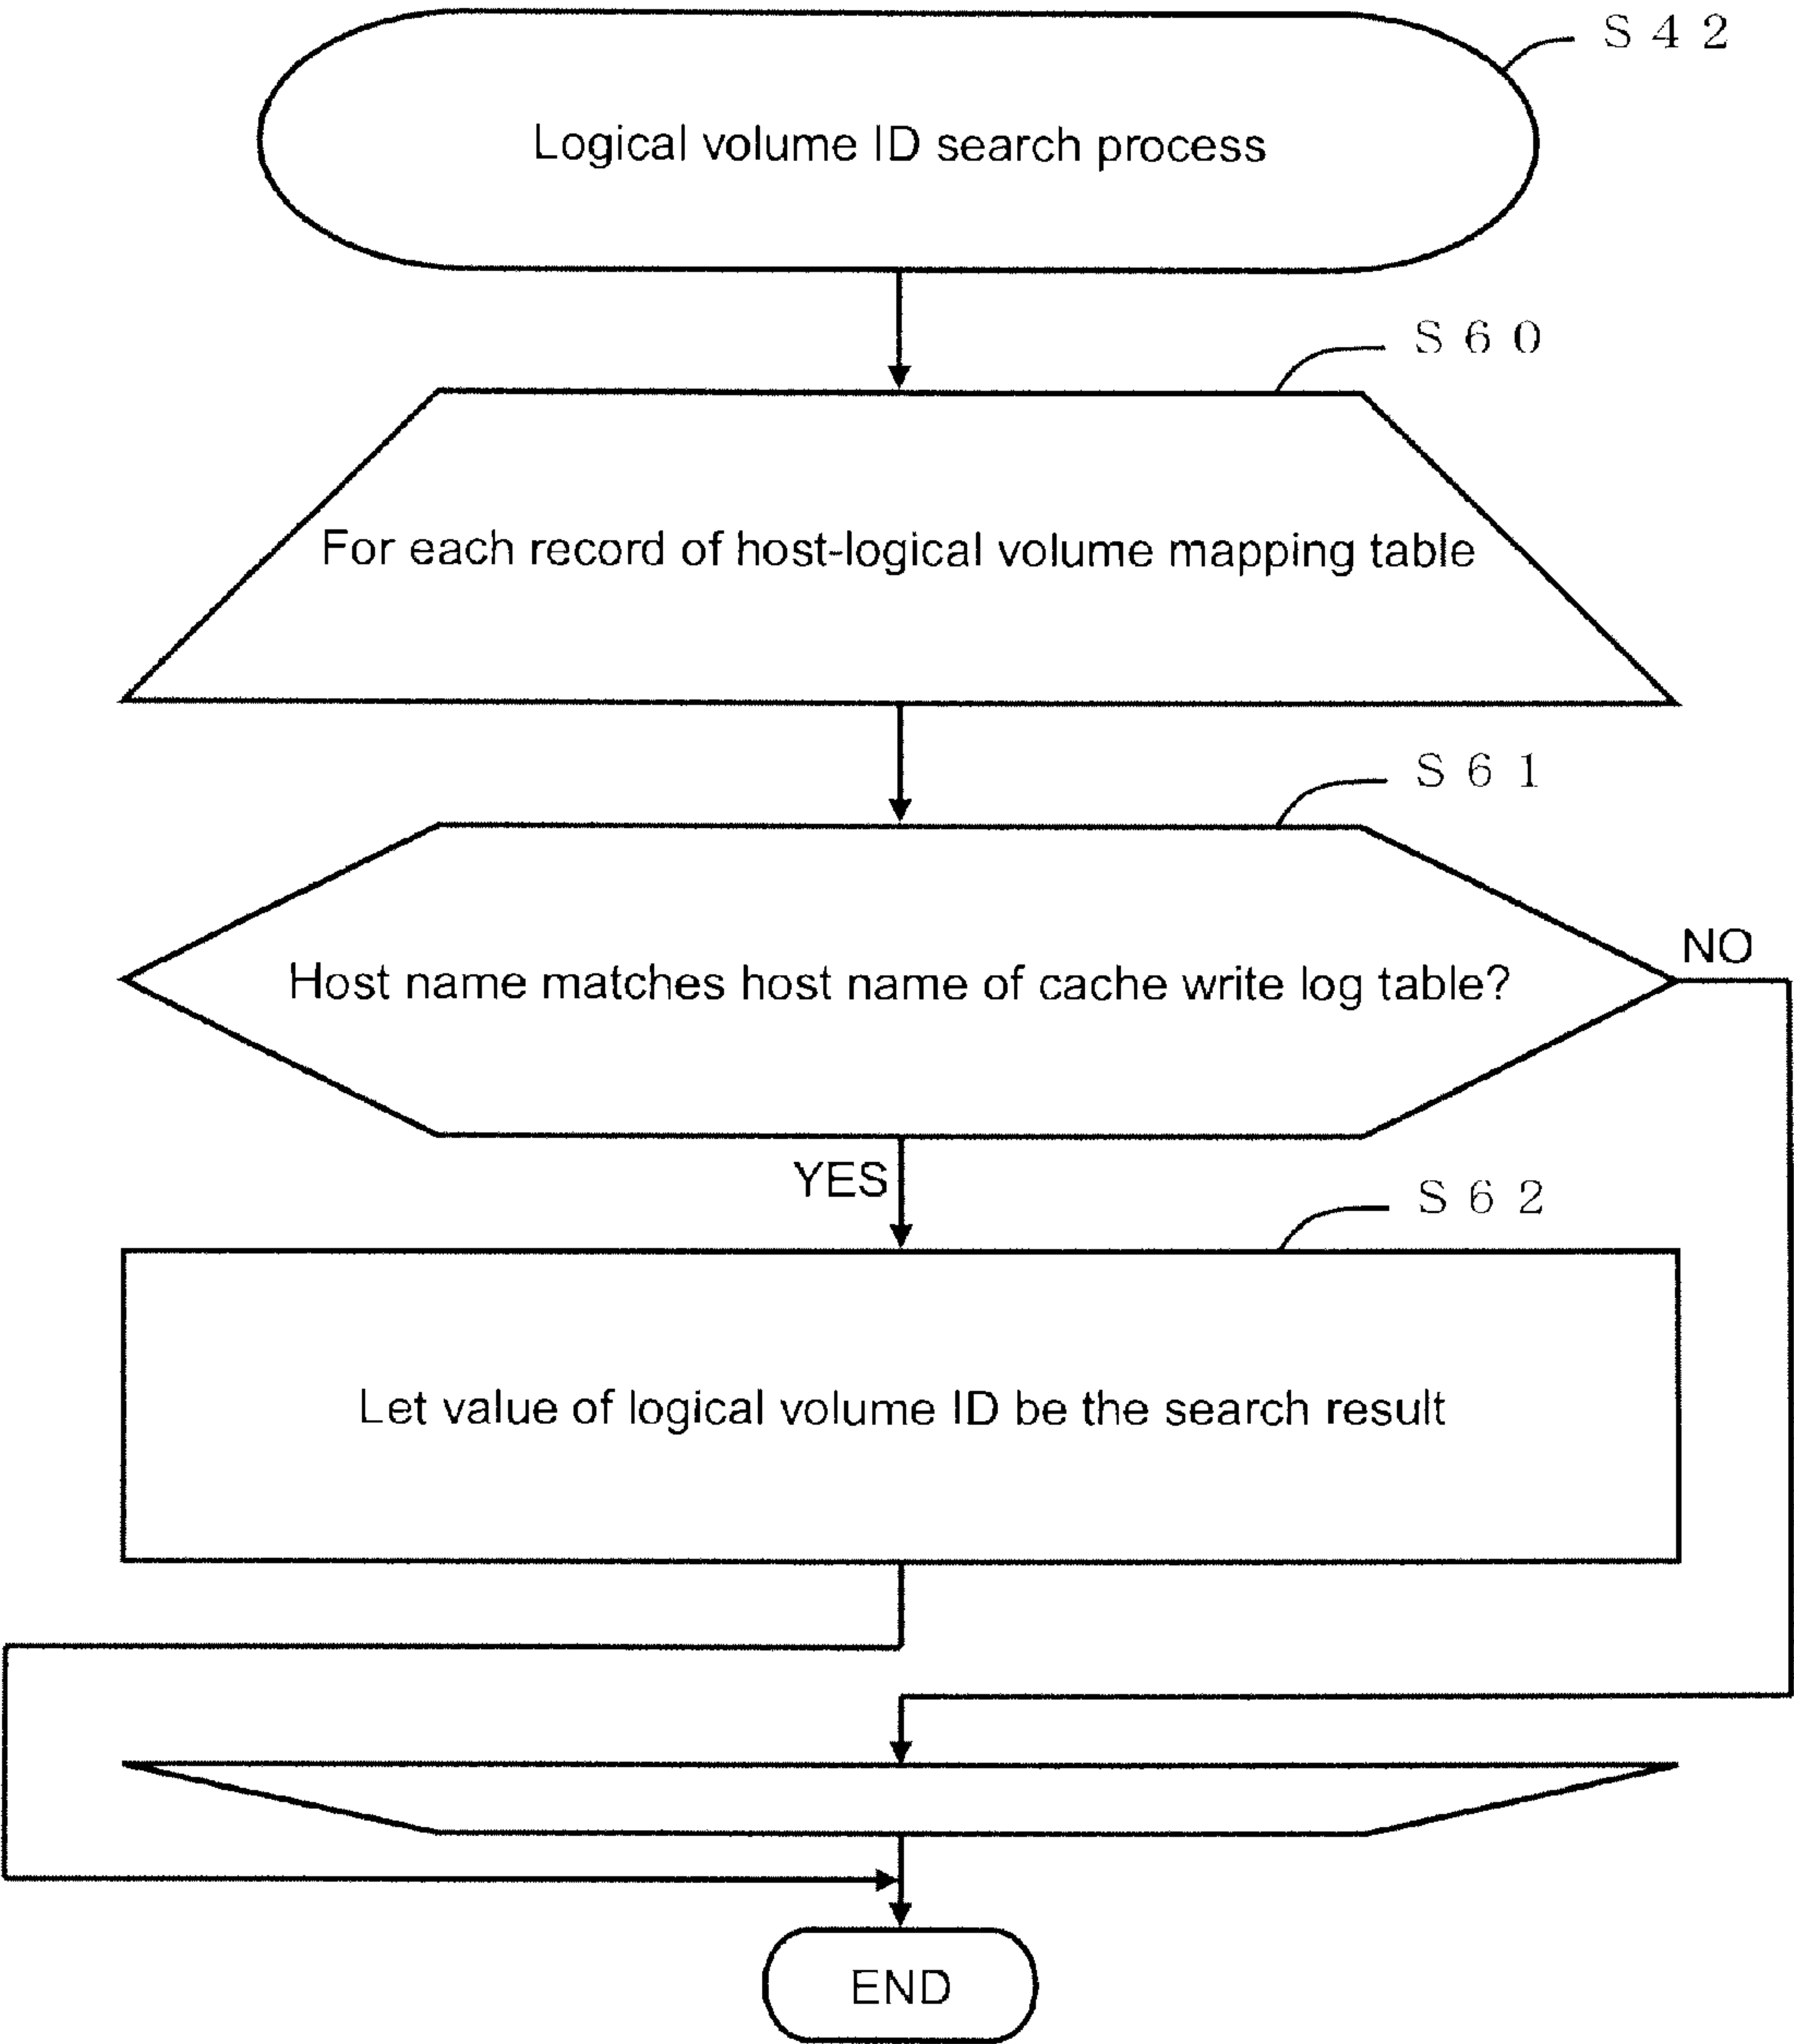 S42
Logical volume ID search process
S60
For each record of host-logical volume mapping table
S61
Host name matches host name of cache write log table?
NO
YES
S62
Let value of logical volume ID be the search result
END